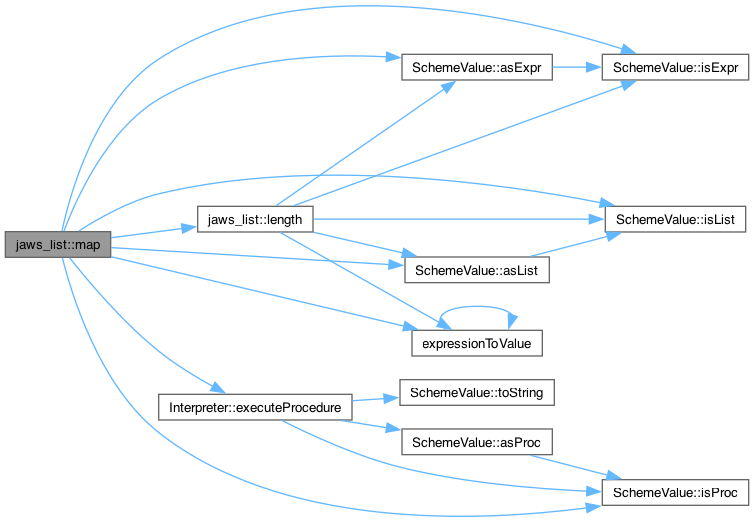 SchemeValue::asExpr
SchemeValue::isExpr
jaws_list::length
SchemeValue::isList
jaws_list::map
SchemeValue::asList
expressionToValue
SchemeValue::toString
Interpreter::executeProcedure
SchemeValue::asProc
SchemeValue::isProc